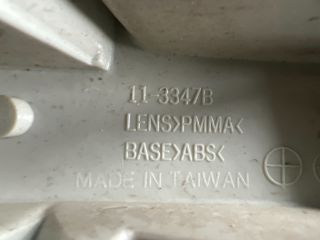 11-3347B
LENS>PMMA<
BASE>ABS<
MADE IN TAIWAN